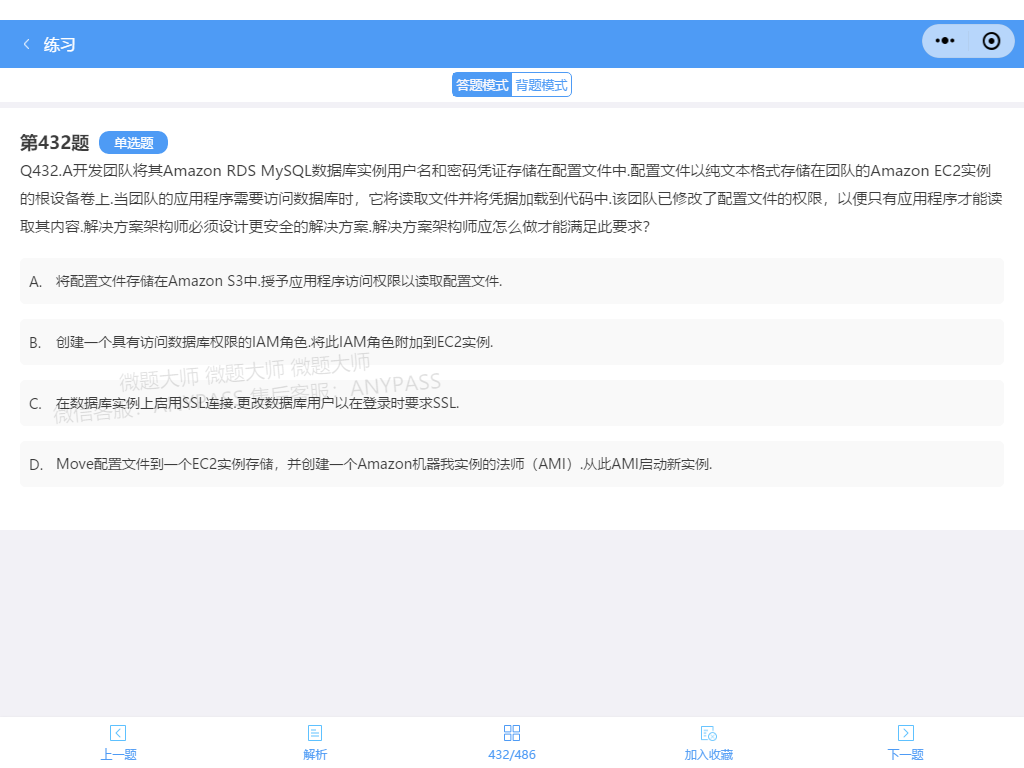 练习
答题模式 背题模式
第432题 单选题
Q432.A开发团队将其Amazon RDS MySQL数据库实例用户名和密码凭证存储在配置文件中.配置文件以纯文本格式存储在团队的Amazon EC2实例
的根设备卷上.当团队的应用程序需要访问数据库时，它将读取文件并将凭据加载到代码中.该团队已修改了配置文件的权限，以便只有应用程序才能读
取其内容.解决方案架构师必须设计更安全的解决方案.解决方案架构师应怎么做才能满足此要求?
A. 将配置文件存储在Amazon S3中.授予应用程序访问权限以读取配置文件.
B. 创建一个具有访问数据库权限的IAM角色.将此IAM角色附加到EC2实例.
微题大师 微题大师 微题大师
微信客服：ANYPASS 售后客服：ANYPASS
C. 在数据库实例上启用SSL连接.更改数据库用户以在登录时要求SSL.
D. Move配置文件到一个EC2实例存储，并创建一个Amazon机器我实例的法师（AMI）.从此AMI启动新实例.
上一题 解析 432/486 加入收藏 下一题